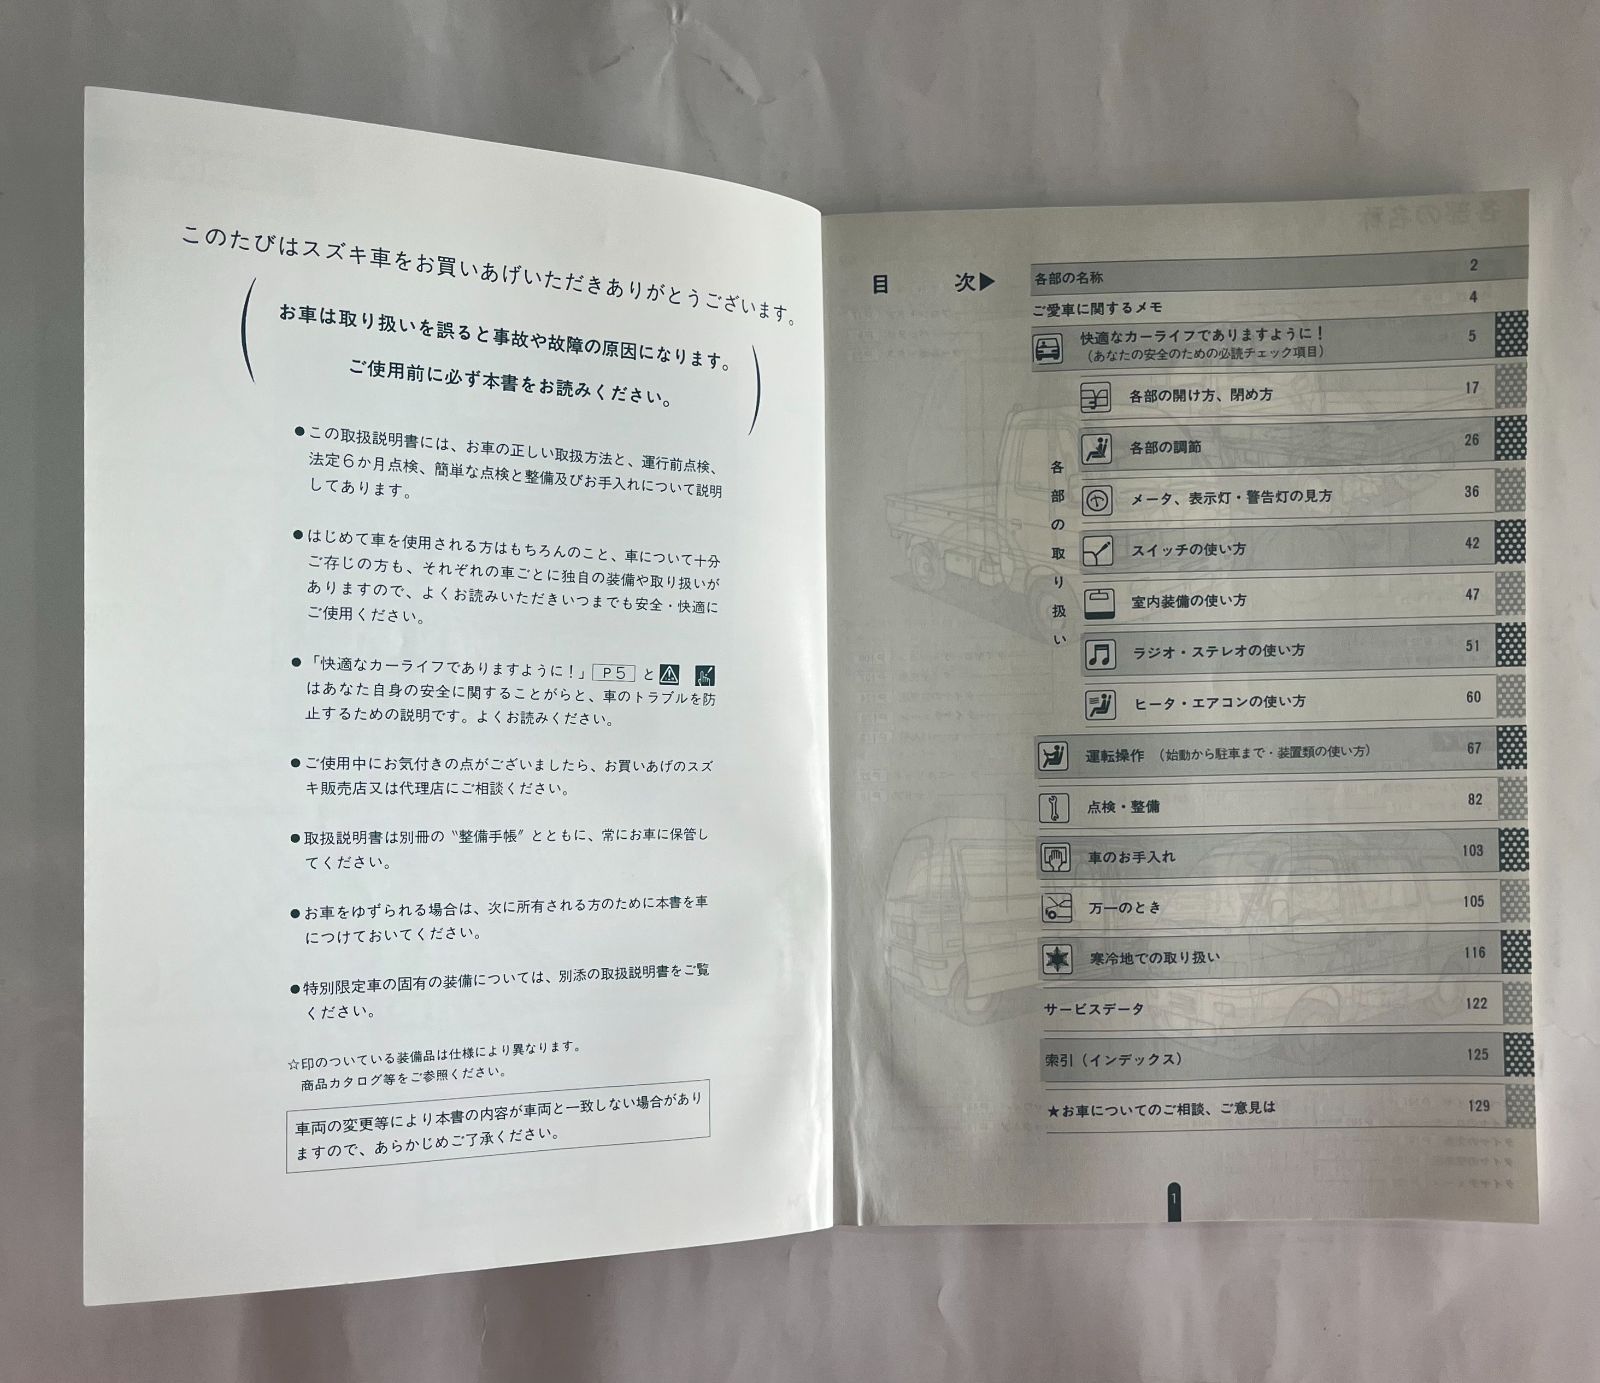 このたびはスズキ車をお買いあげいただきありがとうございます。
お車は取り扱いを誤ると事故や故障の原因になります。
ご使用前に必ず本書をお読みください。
●この取扱説明書には、お車の正しい取扱方法と、運行前点検、
法定6か月点検、簡単な点検と整備及びお手入れについて説明
してあります。
●はじめて車を使用される方はもちろんのこと、車について十分
ご存じの方も、それぞれの車ごとに独自の装備や取り扱いが
ありますので、よくお読みいただきいつまでも安全・快適に
ご使用ください。
●「快適なカーライフでありますように!」P5と
はあなた自身の安全に関することがらと、車のトラブルを防
止するための説明です。よくお読みください。
●ご使用中にお気付きの点がございましたら、お買いあげのスズ
キ販売店又は代理店にご相談ください。
●取扱説明書は別冊の〝整備手帳〞とともに、常にお車に保管し
てください。
●お車をゆずられる場合は、次に所有される方のために本書を車
につけておいてください。
●特別限定車の固有の装備については、別添の取扱説明書をご覧
ください。
☆印のついている装備品は仕様により異なります。
商品カタログ等をご参照ください。
車両の変更等により本書の内容が車両と一致しない場合があり
ますので、あらかじめご了承ください。
目 次▶
各部の名称 2
ご愛車に関するメモ 4
快適なカーライフでありますように! 5
(あなたの安全のための必読チェック項目)
各部の取り扱い
各部の開け方、閉め方 17
各部の調節 26
メータ、表示灯・警告灯の見方 36
スイッチの使い方 42
室内装備の使い方 47
ラジオ・ステレオの使い方 51
ヒータ・エアコンの使い方 60
運転操作 (始動から駐車まで・装置類の使い方) 67
点検・整備 82
車のお手入れ 103
万一のとき 105
寒冷地での取り扱い 116
サービスデータ 122
索引(インデックス) 125
★お車についてのご相談、ご意見は 129
1